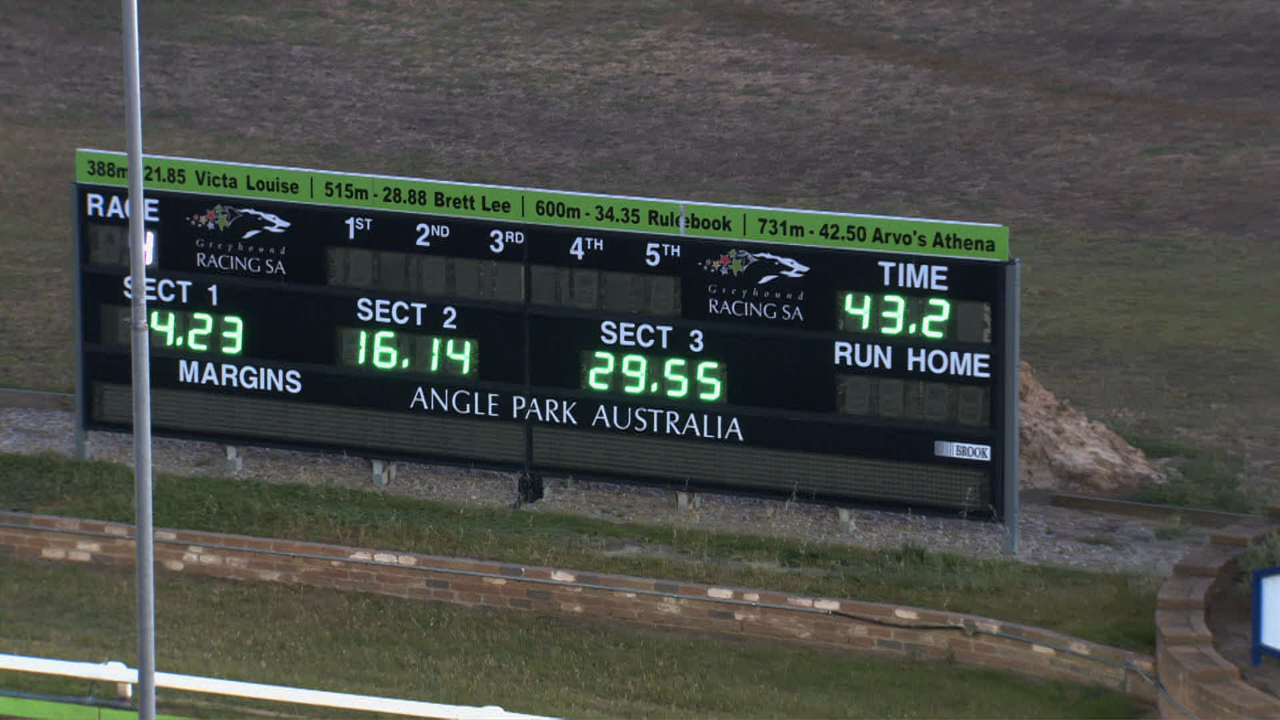 388m - 21.85 Victa Louise | 515m - 28.88 Brett Lee | 600m - 34.35 Rulebook | 731m - 42.50 Arvo's Athena
RACE
Greyhound
RACING SA
1ST 2ND 3RD 4TH 5TH
Greyhound
RACING SA
TIME
43.2
SECT 1
4.23
SECT 2
16.14
SECT 3
29.55
RUN HOME
MARGINS
ANGLE PARK AUSTRALIA
BROOK